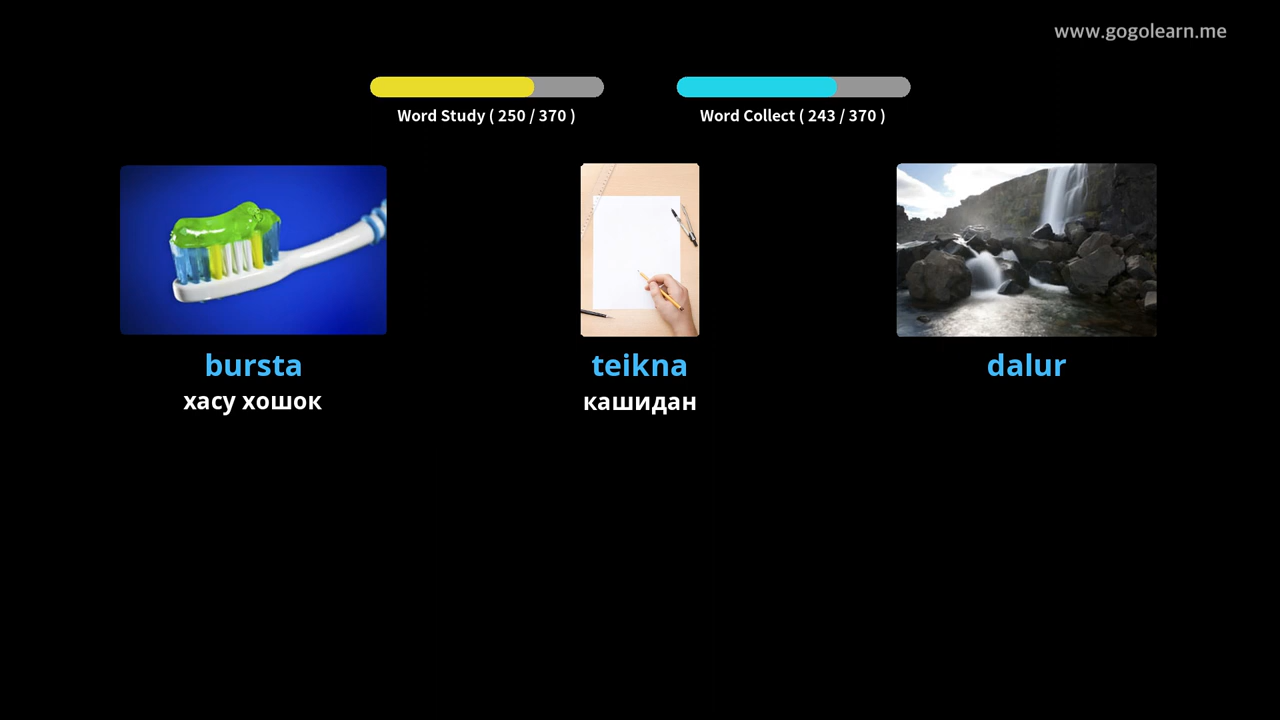 www.gogolearn.me
Word Study ( 250 / 370 )
Word Collect ( 243 / 370 )
bursta
хасу хошок
teikna
кашидан
dalur